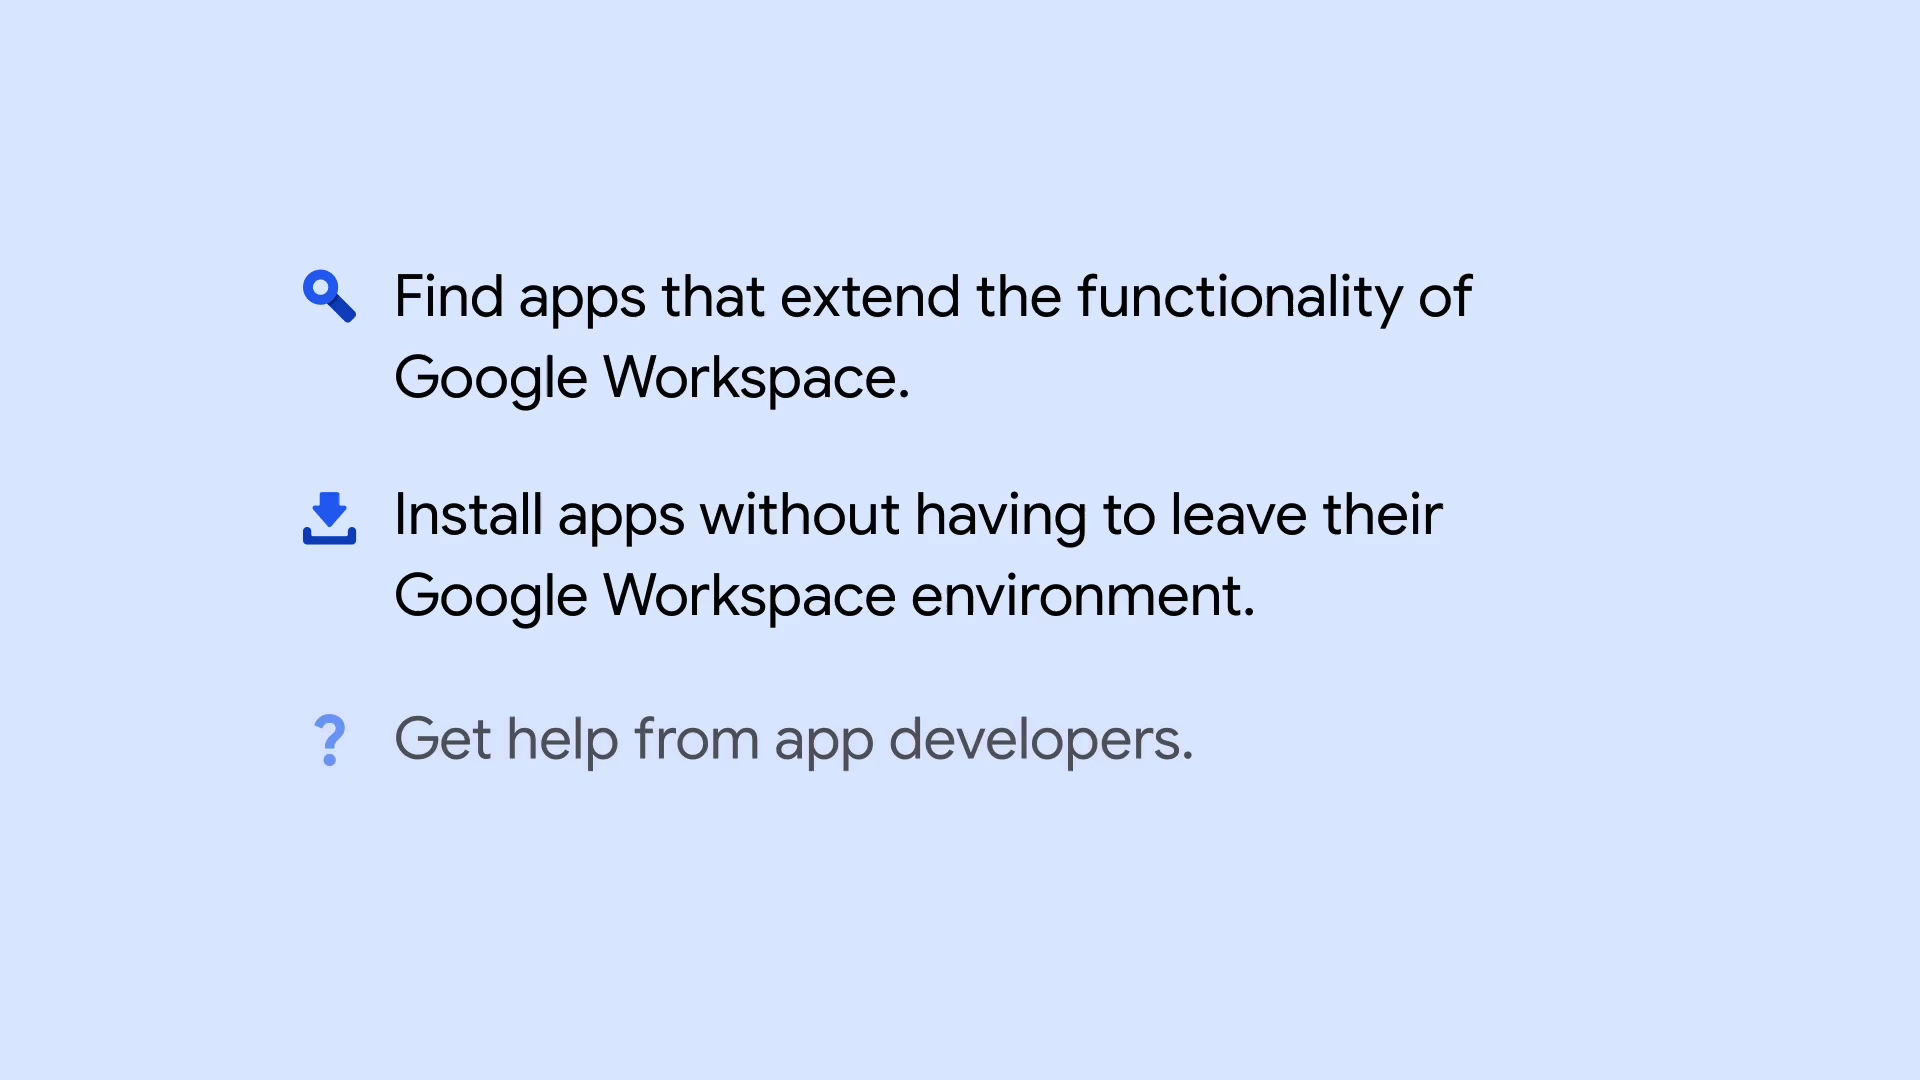 Find apps that extend the functionality of
Google Workspace.
Install apps without having to leave their
Google Workspace environment.
Get help from app developers.